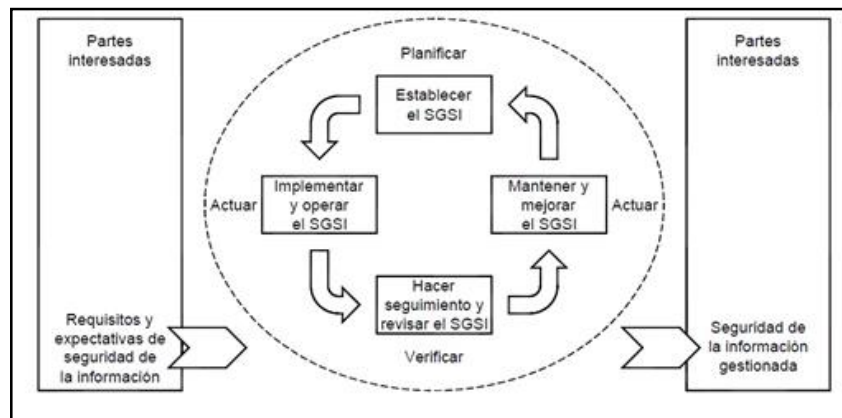 Partes
interesadas
Requisitos y
expectativas de
seguridad de
la información
Planificar
Establecer
el SGSI
Actuar
Implementar
y operar
el SGSI
Mantener y
mejorar
el SGSI
Actuar
Hacer
seguimiento y
revisar el SGSI
Verificar
Partes
interesadas
Seguridad de
la información
gestionada